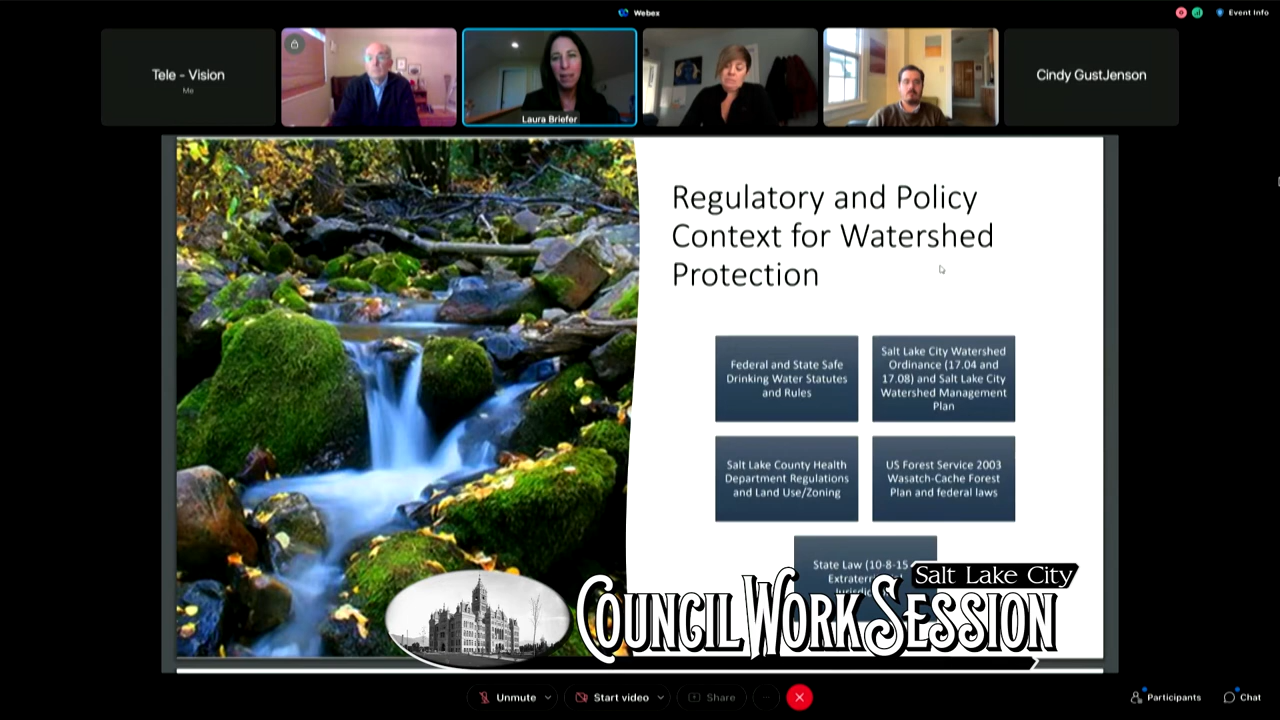 Webex
Event Info
Tele - Vision
Me
Laura Briefer
Cindy GustJenson
Regulatory and Policy
Context for Watershed
Protection
Federal and State Safe
Drinking Water Statutes
and Rules
Salt Lake City Watershed
Ordinance (17.04 and
17.08) and Salt Lake City
Watershed Management
Plan
Salt Lake County Health
Department Regulations
and Land Use/Zoning
US Forest Service 2003
Wasatch-Cache Forest
Plan and federal laws
State Law (10-8-15
Salt Lake City
COUNCIL WORK SESSION
Unmute
Start video
Share
Participants
Chat